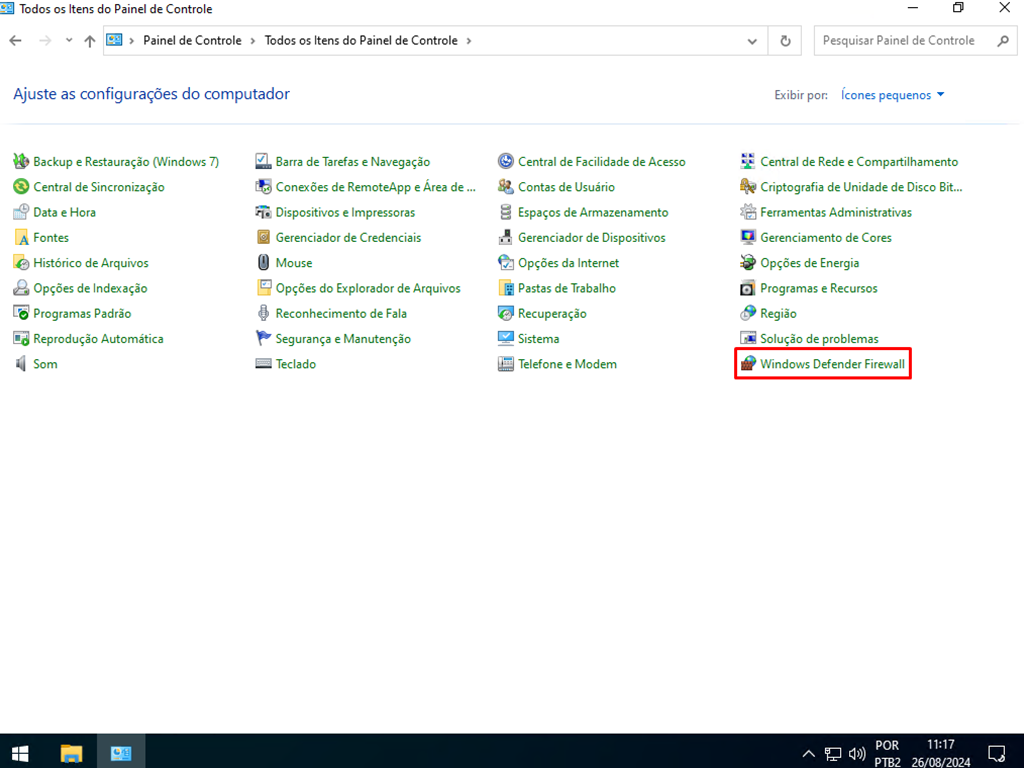 Todos os Itens do Painel de Controle
Painel de Controle > Todos os Itens do Painel de Controle >
Pesquisar Painel de Controle
Ajuste as configurações do computador
Exibir por: Ícones pequenos
Backup e Restauração (Windows 7)
Barra de Tarefas e Navegação
Central de Facilidade de Acesso
Central de Rede e Compartilhamento
Central de Sincronização
Conexões de RemoteApp e Área de ...
Contas de Usuário
Criptografia de Unidade de Disco Bit...
Data e Hora
Dispositivos e Impressoras
Espaços de Armazenamento
Ferramentas Administrativas
Fontes
Gerenciador de Credenciais
Gerenciador de Dispositivos
Gerenciamento de Cores
Histórico de Arquivos
Mouse
Opções da Internet
Opções de Energia
Opções de Indexação
Opções do Explorador de Arquivos
Pastas de Trabalho
Programas e Recursos
Programas Padrão
Reconhecimento de Fala
Recuperação
Região
Reprodução Automática
Segurança e Manutenção
Sistema
Solução de problemas
Som
Teclado
Telefone e Modem
Windows Defender Firewall
POR
PTB2
11:17
26/08/2024